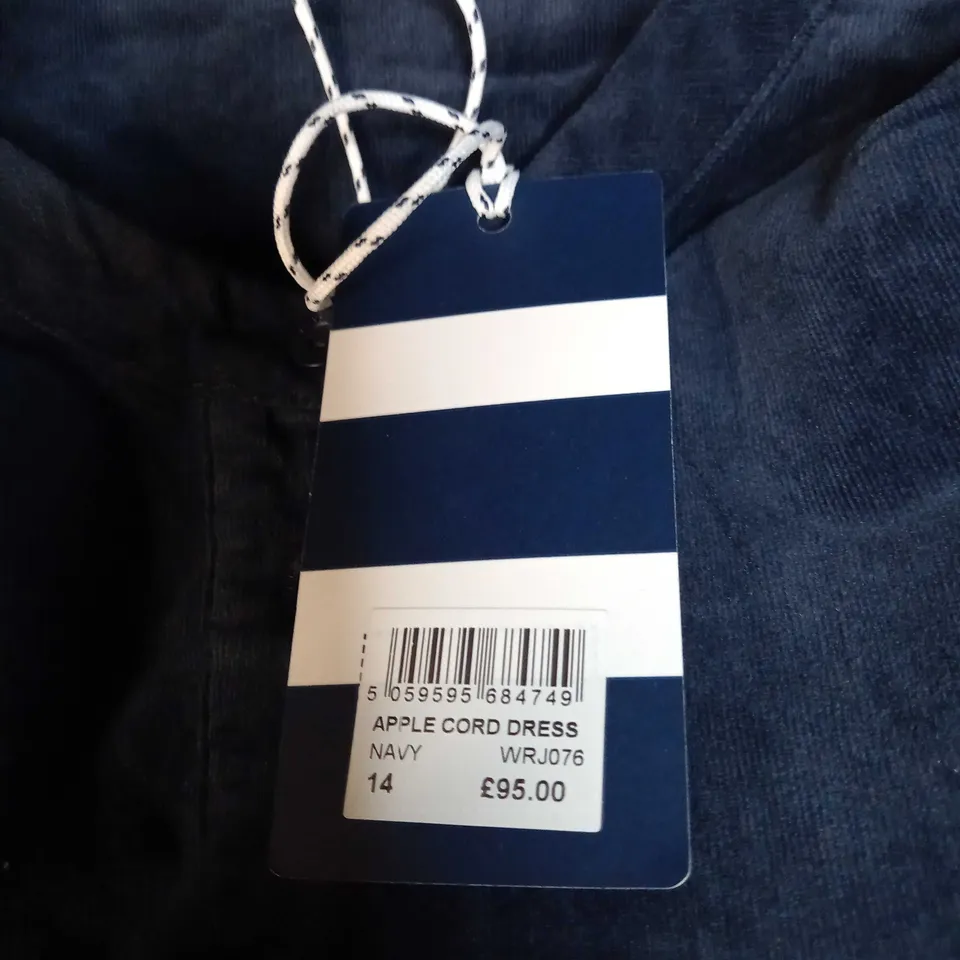 5 059595 684749
APPLE CORD DRESS
NAVY WRJ076
14 £95.00